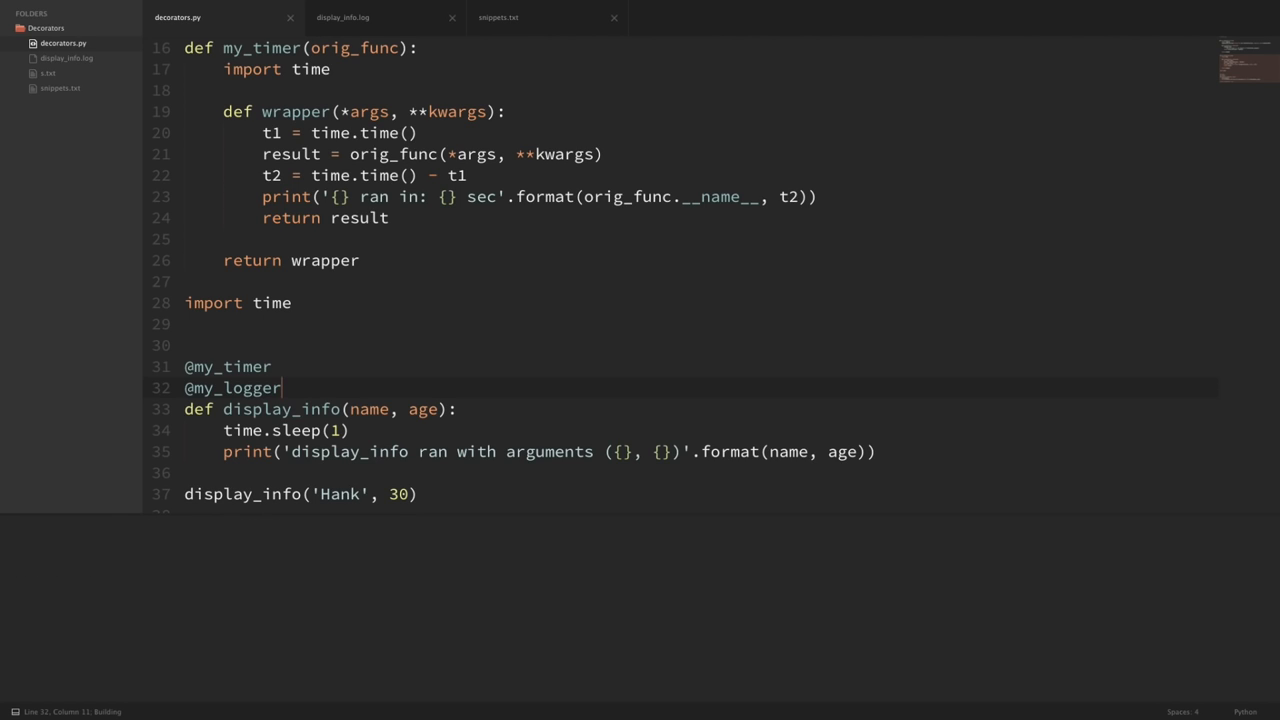 FOLDERS
Decorators
decorators.py
display_info.log
s.txt
snippets.txt
decorators.py
display_info.log
snippets.txt
16 def my_timer(orig_func):
17     import time
18
19     def wrapper(*args, **kwargs):
20         t1 = time.time()
21         result = orig_func(*args, **kwargs)
22         t2 = time.time() - t1
23         print('{} ran in: {} sec'.format(orig_func.__name__, t2))
24         return result
25
26     return wrapper
27
28 import time
29
30
31 @my_timer
32 @my_logger
33 def display_info(name, age):
34     time.sleep(1)
35     print('display_info ran with arguments ({}, {})'.format(name, age))
36
37 display_info('Hank', 30)
Line 32, Column 11: Building
Spaces: 4
Python